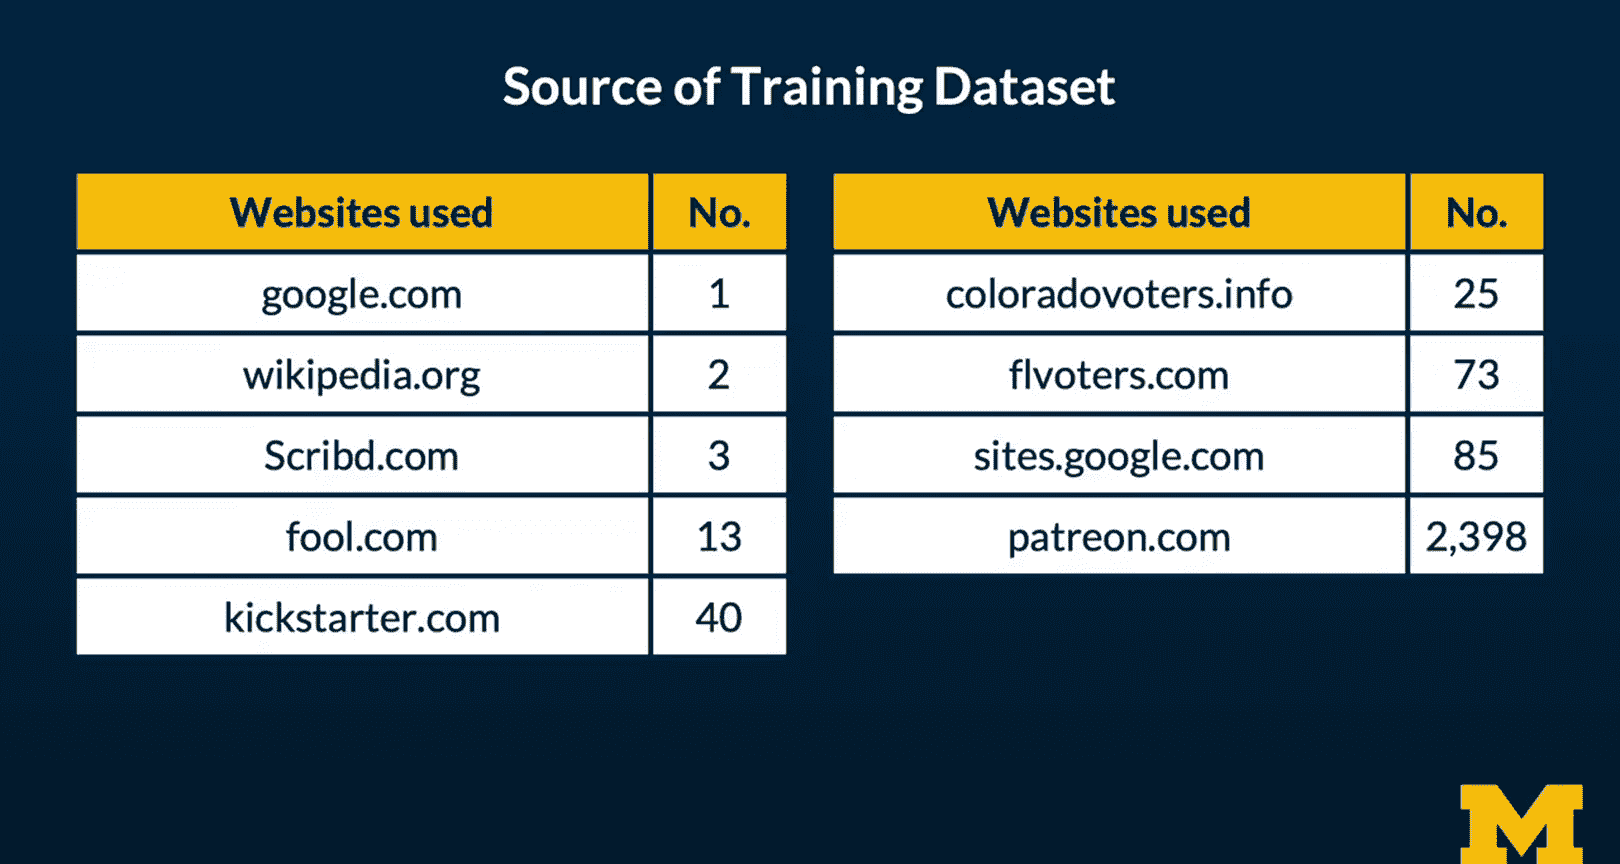 Source of Training Dataset
Websites used No.
google.com 1
wikipedia.org 2
Scribd.com 3
fool.com 13
kickstarter.com 40
Websites used No.
coloradovoters.info 25
flvoters.com 73
sites.google.com 85
patreon.com 2,398
M